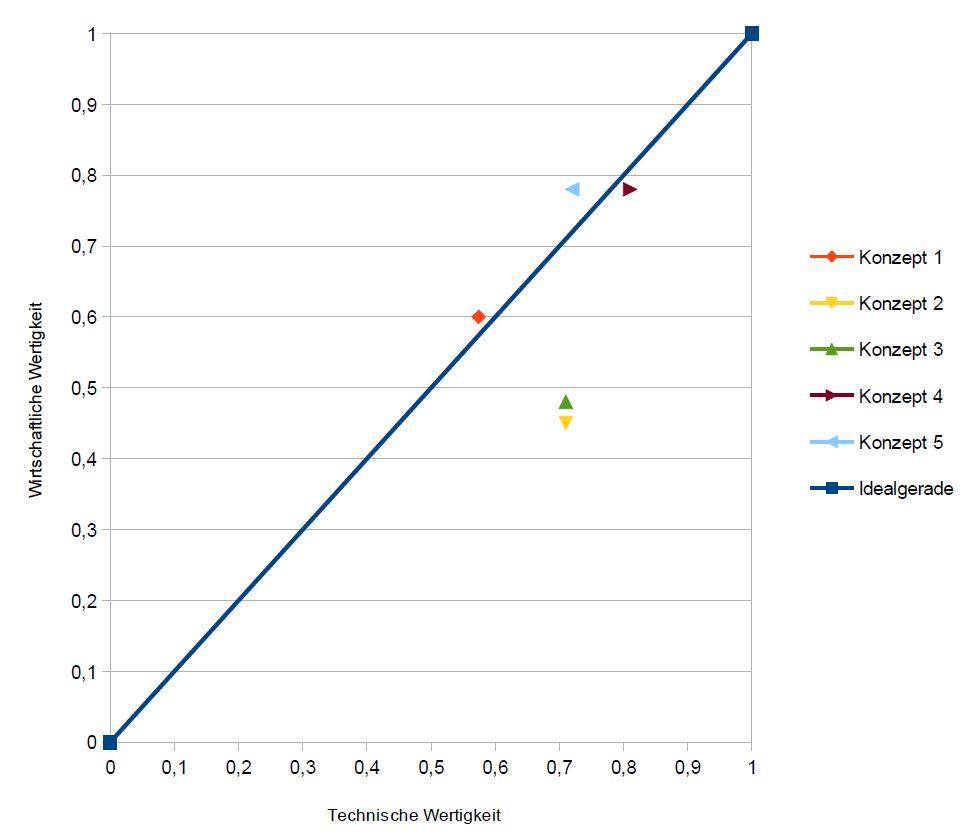 1
0,9
0,8
0,7
0,6
0,5
0,4
0,3
0,2
0,1
0
0 0,1 0,2 0,3 0,4 0,5 0,6 0,7 0,8 0,9 1
Wirtschaftliche Wertigkeit
Technische Wertigkeit
Konzept 1
Konzept 2
Konzept 3
Konzept 4
Konzept 5
Idealgerade